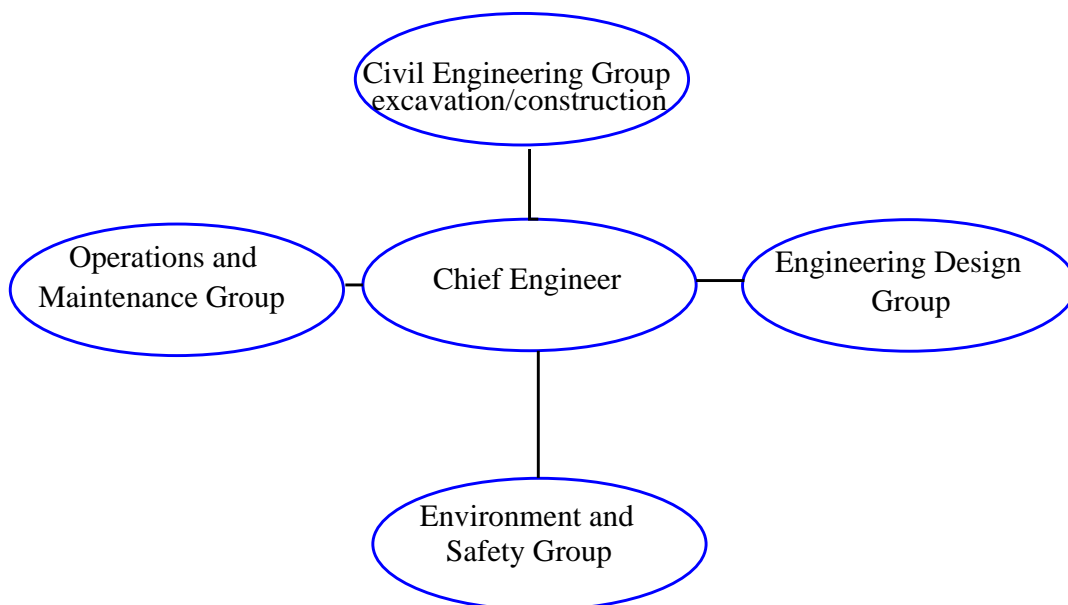 Civil Engineering Group
excavation/construction
Operations and
Maintenance Group
Chief Engineer
Engineering Design
Group
Environment and
Safety Group